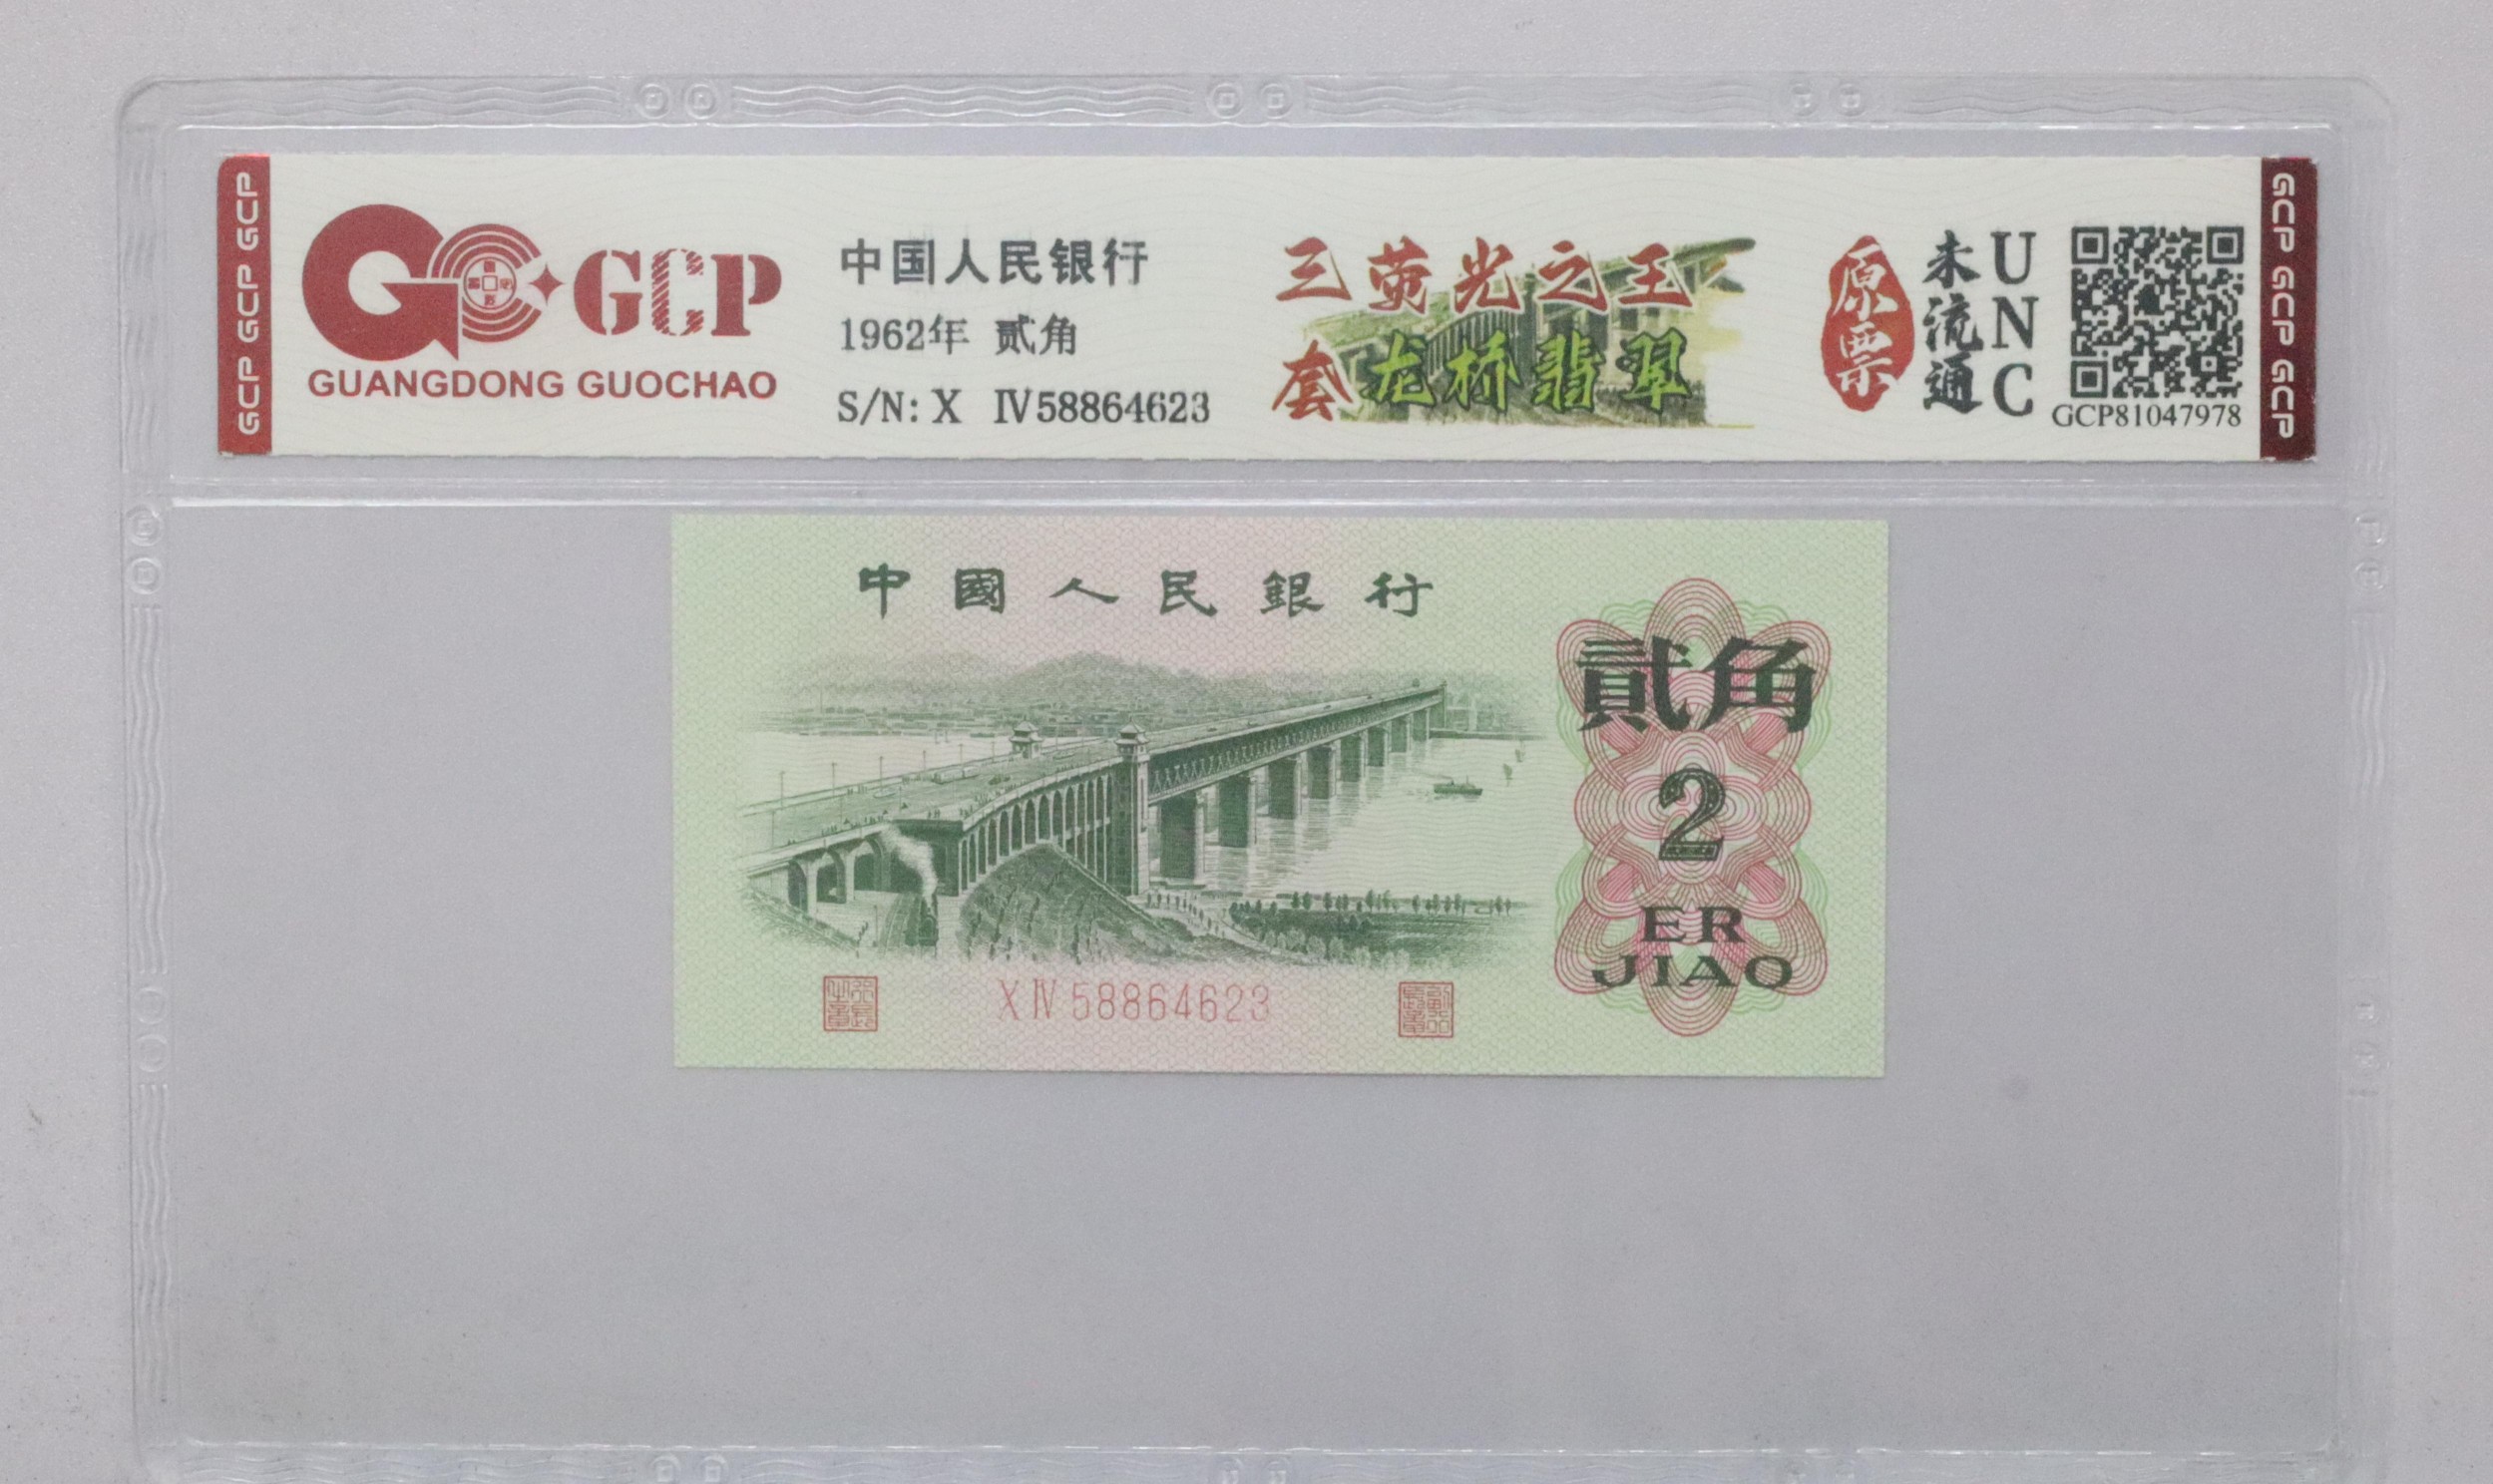 GCP GCP GCP
GCP
GUANGDONG GUOCHAO
中国人民银行
1962年 贰角
S/N: X Ⅳ58864623
三荧光之王
套龙桥翡翠
原票
未流通
UNC
GCP81047978
GCP GCP GCP
中國人民銀行
貳角
2
ER
JIAO
X Ⅳ 58864623